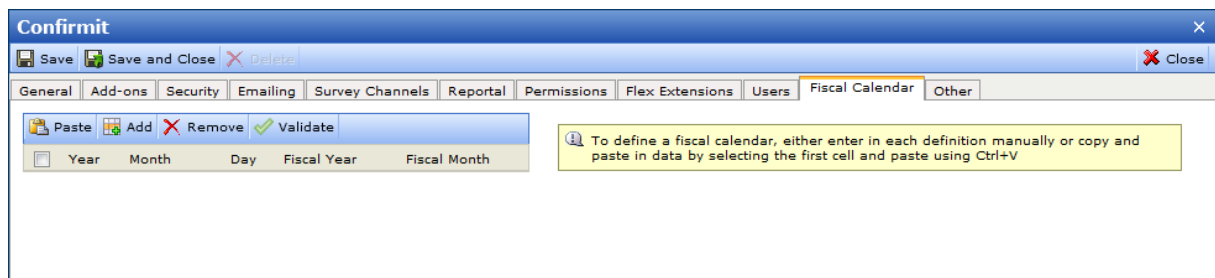 Confirmit
Save Save and Close Delete Close
General Add-ons Security Emailing Survey Channels Reportal Permissions Flex Extensions Users Fiscal Calendar Other
Paste Add Remove Validate
Year Month Day Fiscal Year Fiscal Month
To define a fiscal calendar, either enter in each definition manually or copy and
paste in data by selecting the first cell and paste using Ctrl+V